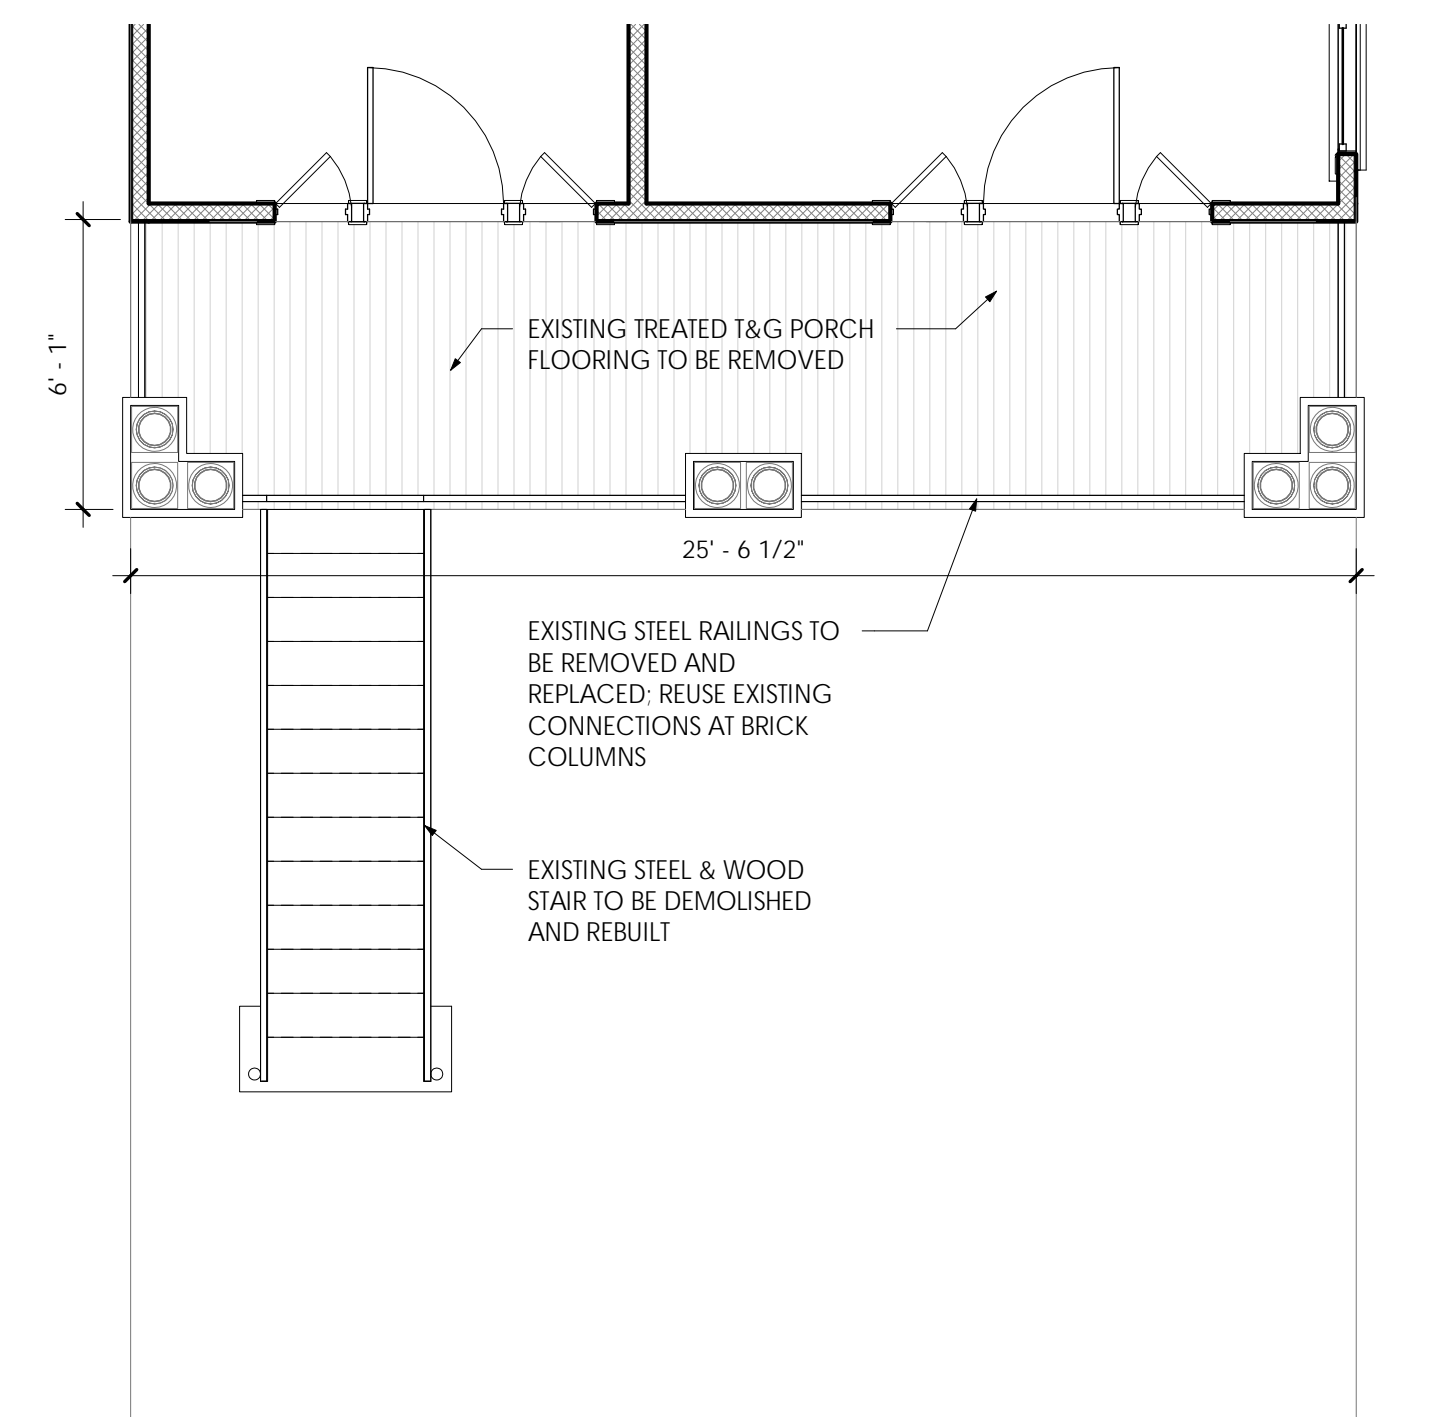 EXISTING TREATED T&G PORCH
FLOORING TO BE REMOVED
6' - 1"
25' - 6 1/2"
EXISTING STEEL RAILINGS TO
BE REMOVED AND
REPLACED; REUSE EXISTING
CONNECTIONS AT BRICK
COLUMNS
EXISTING STEEL & WOOD
STAIR TO BE DEMOLISHED
AND REBUILT